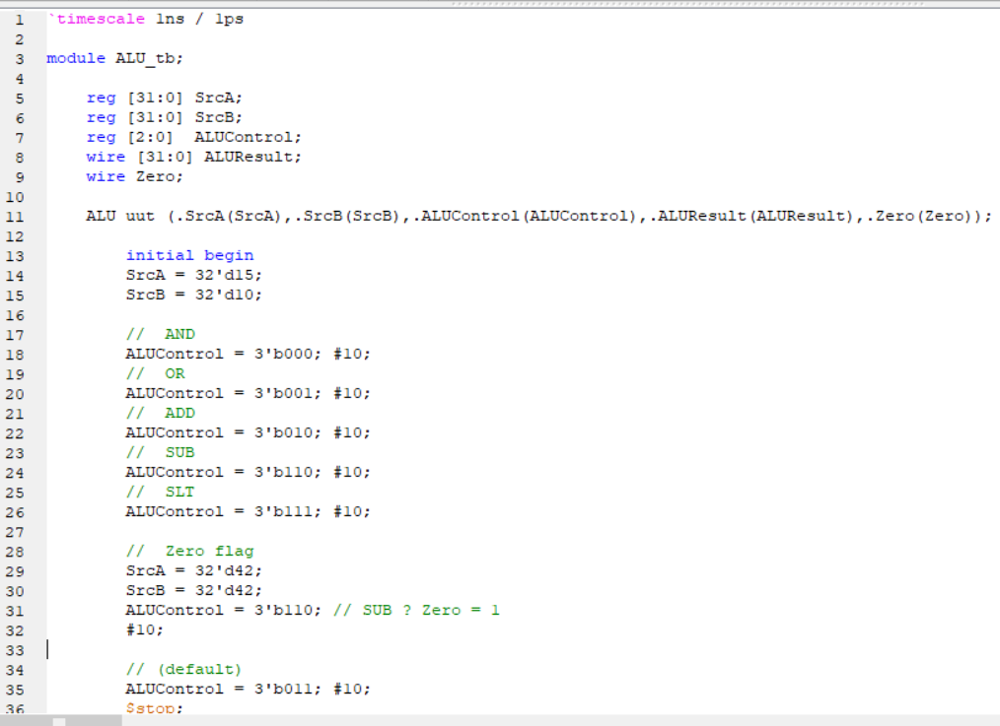 1 `timescale 1ns / 1ps
2
3 module ALU_tb;
4
5 reg [31:0] SrcA;
6 reg [31:0] SrcB;
7 reg [2:0]  ALUControl;
8 wire [31:0] ALUResult;
9 wire Zero;
10
11 ALU uut (.SrcA(SrcA),.SrcB(SrcB),.ALUControl(ALUControl),.ALUResult(ALUResult),.Zero(Zero));
12
13 initial begin
14 SrcA = 32'd15;
15 SrcB = 32'd10;
16
17 //  AND
18 ALUControl = 3'b000; #10;
19 //  OR
20 ALUControl = 3'b001; #10;
21 //  ADD
22 ALUControl = 3'b010; #10;
23 //  SUB
24 ALUControl = 3'b110; #10;
25 //  SLT
26 ALUControl = 3'b111; #10;
27
28 //  Zero flag
29 SrcA = 32'd42;
30 SrcB = 32'd42;
31 ALUControl = 3'b110; // SUB ? Zero = 1
32 #10;
33
34 // (default)
35 ALUControl = 3'b011; #10;
36 $stop;